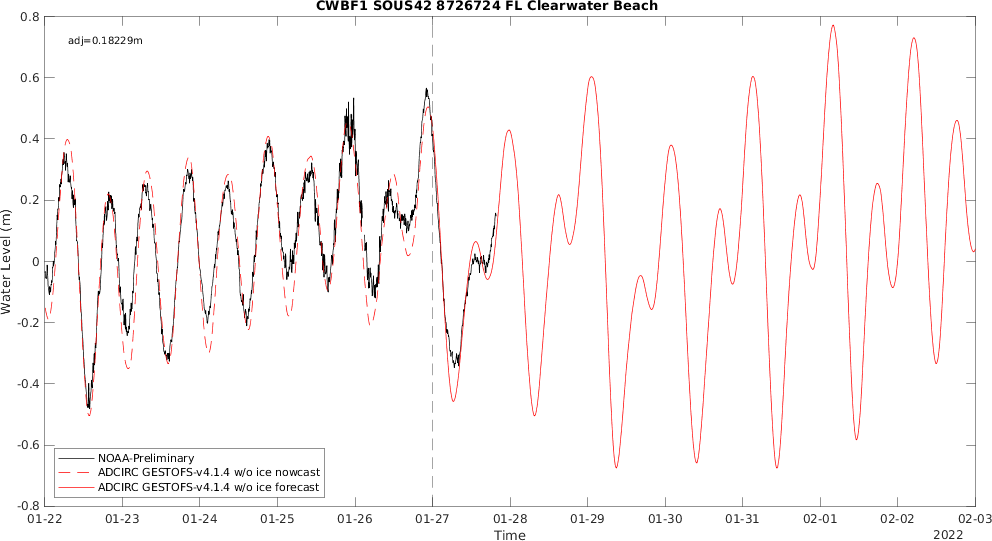 CWBF1 SOUS42 8726724 FL Clearwater Beach
adj=0.18229m
0.8
0.6
0.4
0.2
0
-0.2
-0.4
-0.6
-0.8
Water Level (m)
NOAA-Preliminary
ADCIRC GESTOFS-v4.1.4 w/o ice nowcast
ADCIRC GESTOFS-v4.1.4 w/o ice forecast
01-22 01-23 01-24 01-25 01-26 01-27 01-28 01-29 01-30 01-31 02-01 02-02 02-03
Time
2022